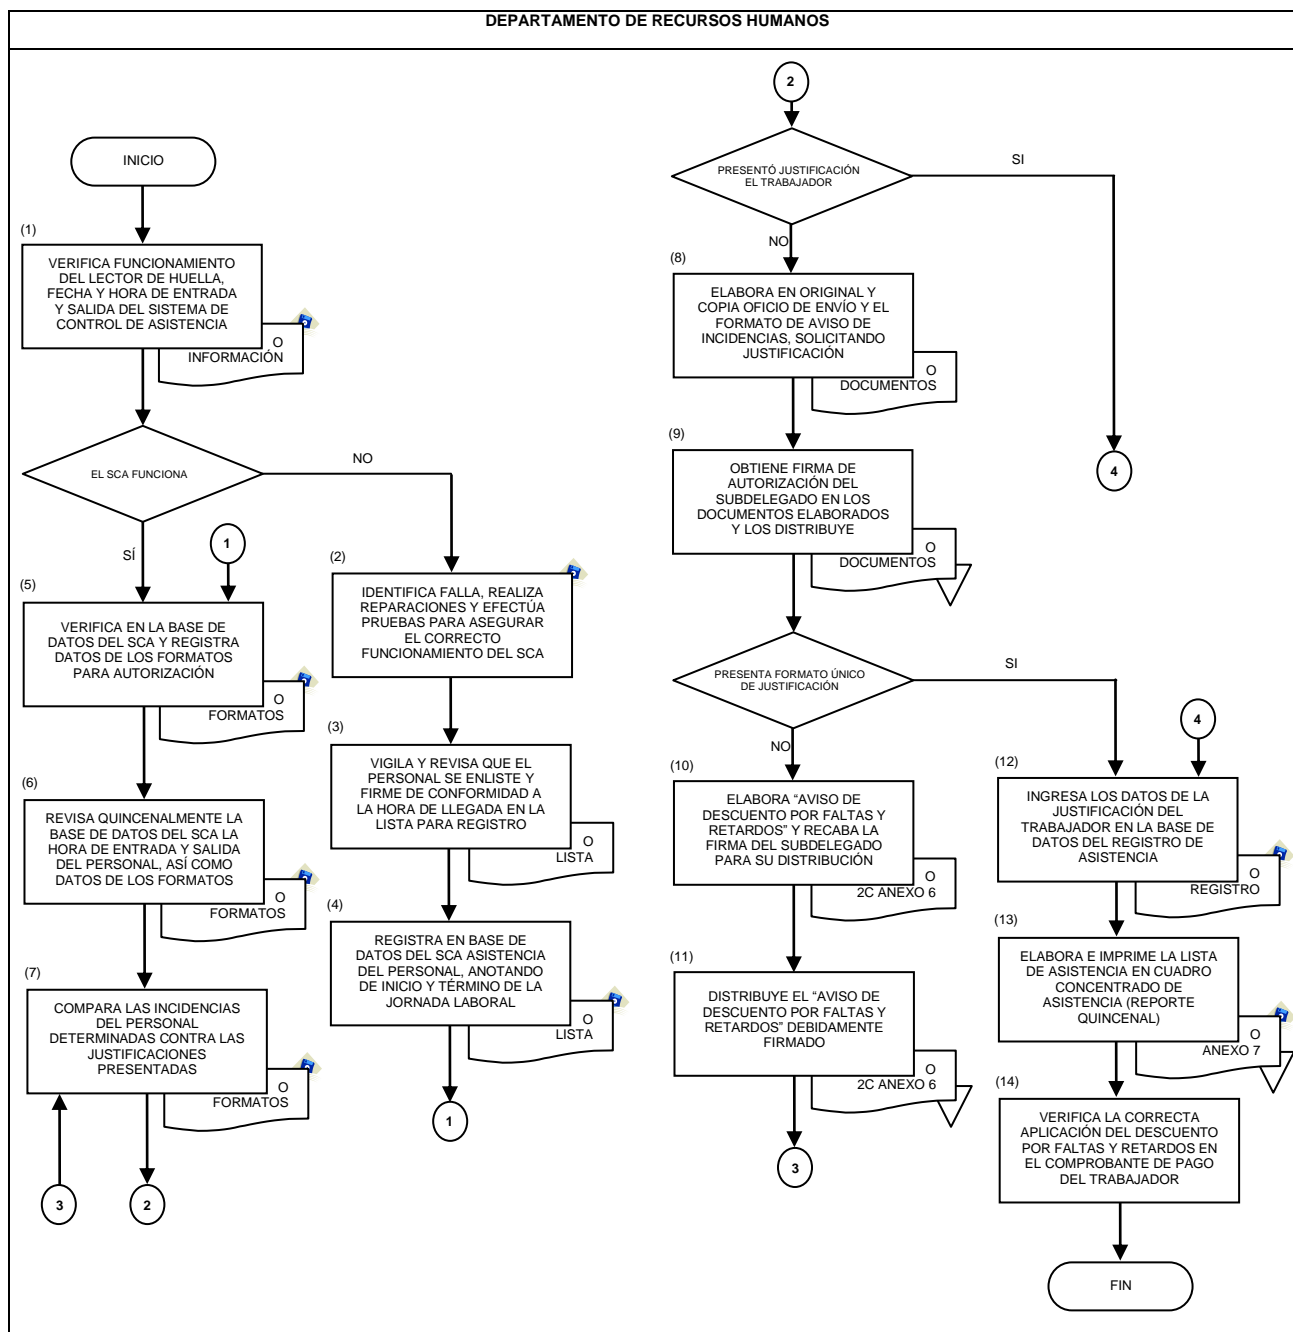 DEPARTAMENTO DE RECURSOS HUMANOS
INICIO
(1)
VERIFICA FUNCIONAMIENTO
DEL LECTOR DE HUELLA,
FECHA Y HORA DE ENTRADA
Y SALIDA DEL SISTEMA DE
CONTROL DE ASISTENCIA
O
INFORMACIÓN
EL SCA FUNCIONA
NO
SÍ
1
(5)
VERIFICA EN LA BASE DE
DATOS DEL SCA Y REGISTRA
DATOS DE LOS FORMATOS
PARA AUTORIZACIÓN
O
FORMATOS
(6)
REVISA QUINCENALMENTE LA
BASE DE DATOS DEL SCA LA
HORA DE ENTRADA Y SALIDA
DEL PERSONAL, ASÍ COMO
DATOS DE LOS FORMATOS
O
FORMATOS
(7)
COMPARA LAS INCIDENCIAS
DEL PERSONAL
DETERMINADAS CONTRA LAS
JUSTIFICACIONES
PRESENTADAS
O
FORMATOS
3
2
(2)
IDENTIFICA FALLA, REALIZA
REPARACIONES Y EFECTÚA
PRUEBAS PARA ASEGURAR
EL CORRECTO
FUNCIONAMIENTO DEL SCA
(3)
VIGILA Y REVISA QUE EL
PERSONAL SE ENLISTE Y
FIRME DE CONFORMIDAD A
LA HORA DE LLEGADA EN LA
LISTA PARA REGISTRO
O
LISTA
(4)
REGISTRA EN BASE DE
DATOS DEL SCA ASISTENCIA
DEL PERSONAL, ANOTANDO
DE INICIO Y TÉRMINO DE LA
JORNADA LABORAL
O
LISTA
1
2
PRESENTÓ JUSTIFICACIÓN
EL TRABAJADOR
SI
NO
(8)
ELABORA EN ORIGINAL Y
COPIA OFICIO DE ENVÍO Y EL
FORMATO DE AVISO DE
INCIDENCIAS, SOLICITANDO
JUSTIFICACIÓN
O
DOCUMENTOS
4
(9)
OBTIENE FIRMA DE
AUTORIZACIÓN DEL
SUBDELEGADO EN LOS
DOCUMENTOS ELABORADOS
Y LOS DISTRIBUYE
O
DOCUMENTOS
PRESENTA FORMATO ÚNICO
DE JUSTIFICACIÓN
SI
NO
(10)
ELABORA “AVISO DE
DESCUENTO POR FALTAS Y
RETARDOS” Y RECABA LA
FIRMA DEL SUBDELEGADO
PARA SU DISTRIBUCIÓN
O
2C ANEXO 6
(11)
DISTRIBUYE EL “AVISO DE
DESCUENTO POR FALTAS Y
RETARDOS” DEBIDAMENTE
FIRMADO
O
2C ANEXO 6
3
4
(12)
INGRESA LOS DATOS DE LA
JUSTIFICACIÓN DEL
TRABAJADOR EN LA BASE DE
DATOS DEL REGISTRO DE
ASISTENCIA
O
REGISTRO
(13)
ELABORA E IMPRIME LA LISTA
DE ASISTENCIA EN CUADRO
CONCENTRADO DE
ASISTENCIA (REPORTE
QUINCENAL)
O
ANEXO 7
(14)
VERIFICA LA CORRECTA
APLICACIÓN DEL DESCUENTO
POR FALTAS Y RETARDOS EN
EL COMPROBANTE DE PAGO
DEL TRABAJADOR
FIN